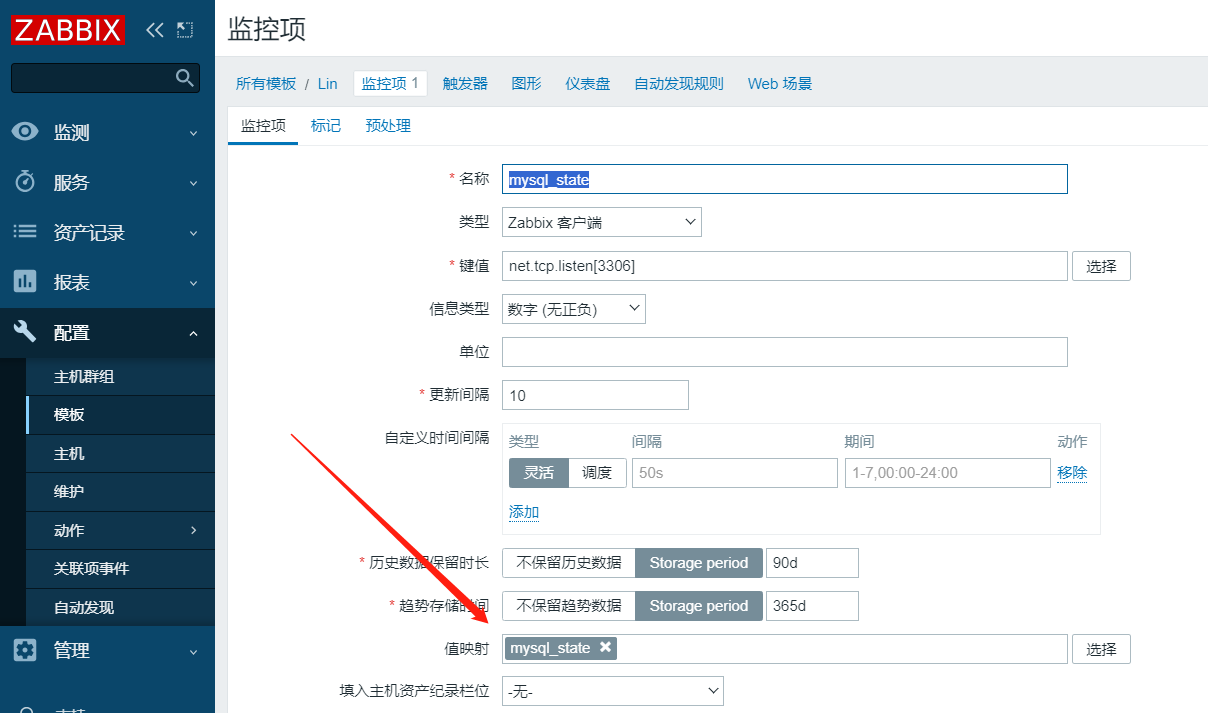 ZABBIX
监测
服务
资产记录
报表
配置
主机群组
模板
主机
维护
动作
关联项事件
自动发现
管理
监控项
所有模板 / Lin 监控项 1 触发器 图形 仪表盘 自动发现规则 Web 场景
监控项 标记 预处理
* 名称 mysql_state
类型 Zabbix 客户端
* 键值 net.tcp.listen[3306] 选择
信息类型 数字 (无正负)
单位
* 更新间隔 10
自定义时间间隔 类型 间隔 期间 动作
灵活 调度 50s 1-7,00:00-24:00 移除
添加
* 历史数据保留时长 不保留历史数据 Storage period 90d
* 趋势存储时间 不保留趋势数据 Storage period 365d
值映射 mysql_state 选择
填入主机资产纪录栏位 -无-